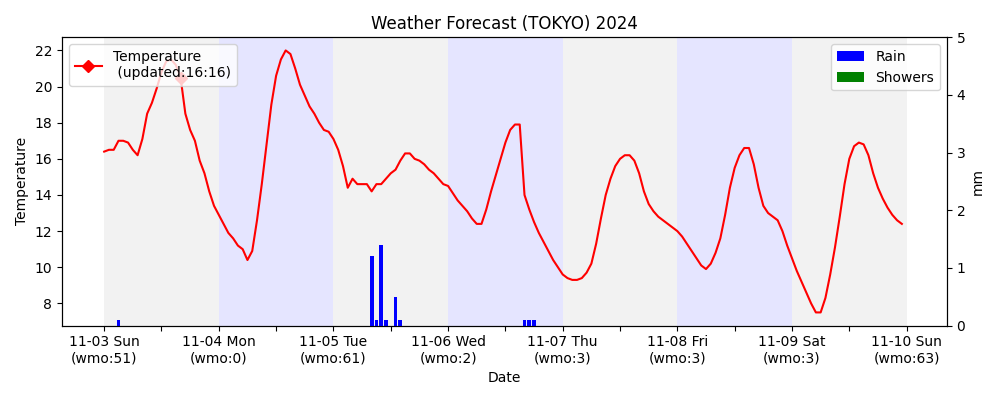 Weather Forecast (TOKYO) 2024
Temperature
(updated:16:16)
Rain
Showers
Temperature
22
20
18
16
14
12
10
8
5
4
3
2
1
0
mm
11-03 Sun
(wmo:51)
11-04 Mon
(wmo:0)
11-05 Tue
(wmo:61)
11-06 Wed
(wmo:2)
11-07 Thu
(wmo:3)
11-08 Fri
(wmo:3)
11-09 Sat
(wmo:3)
11-10 Sun
(wmo:63)
Date